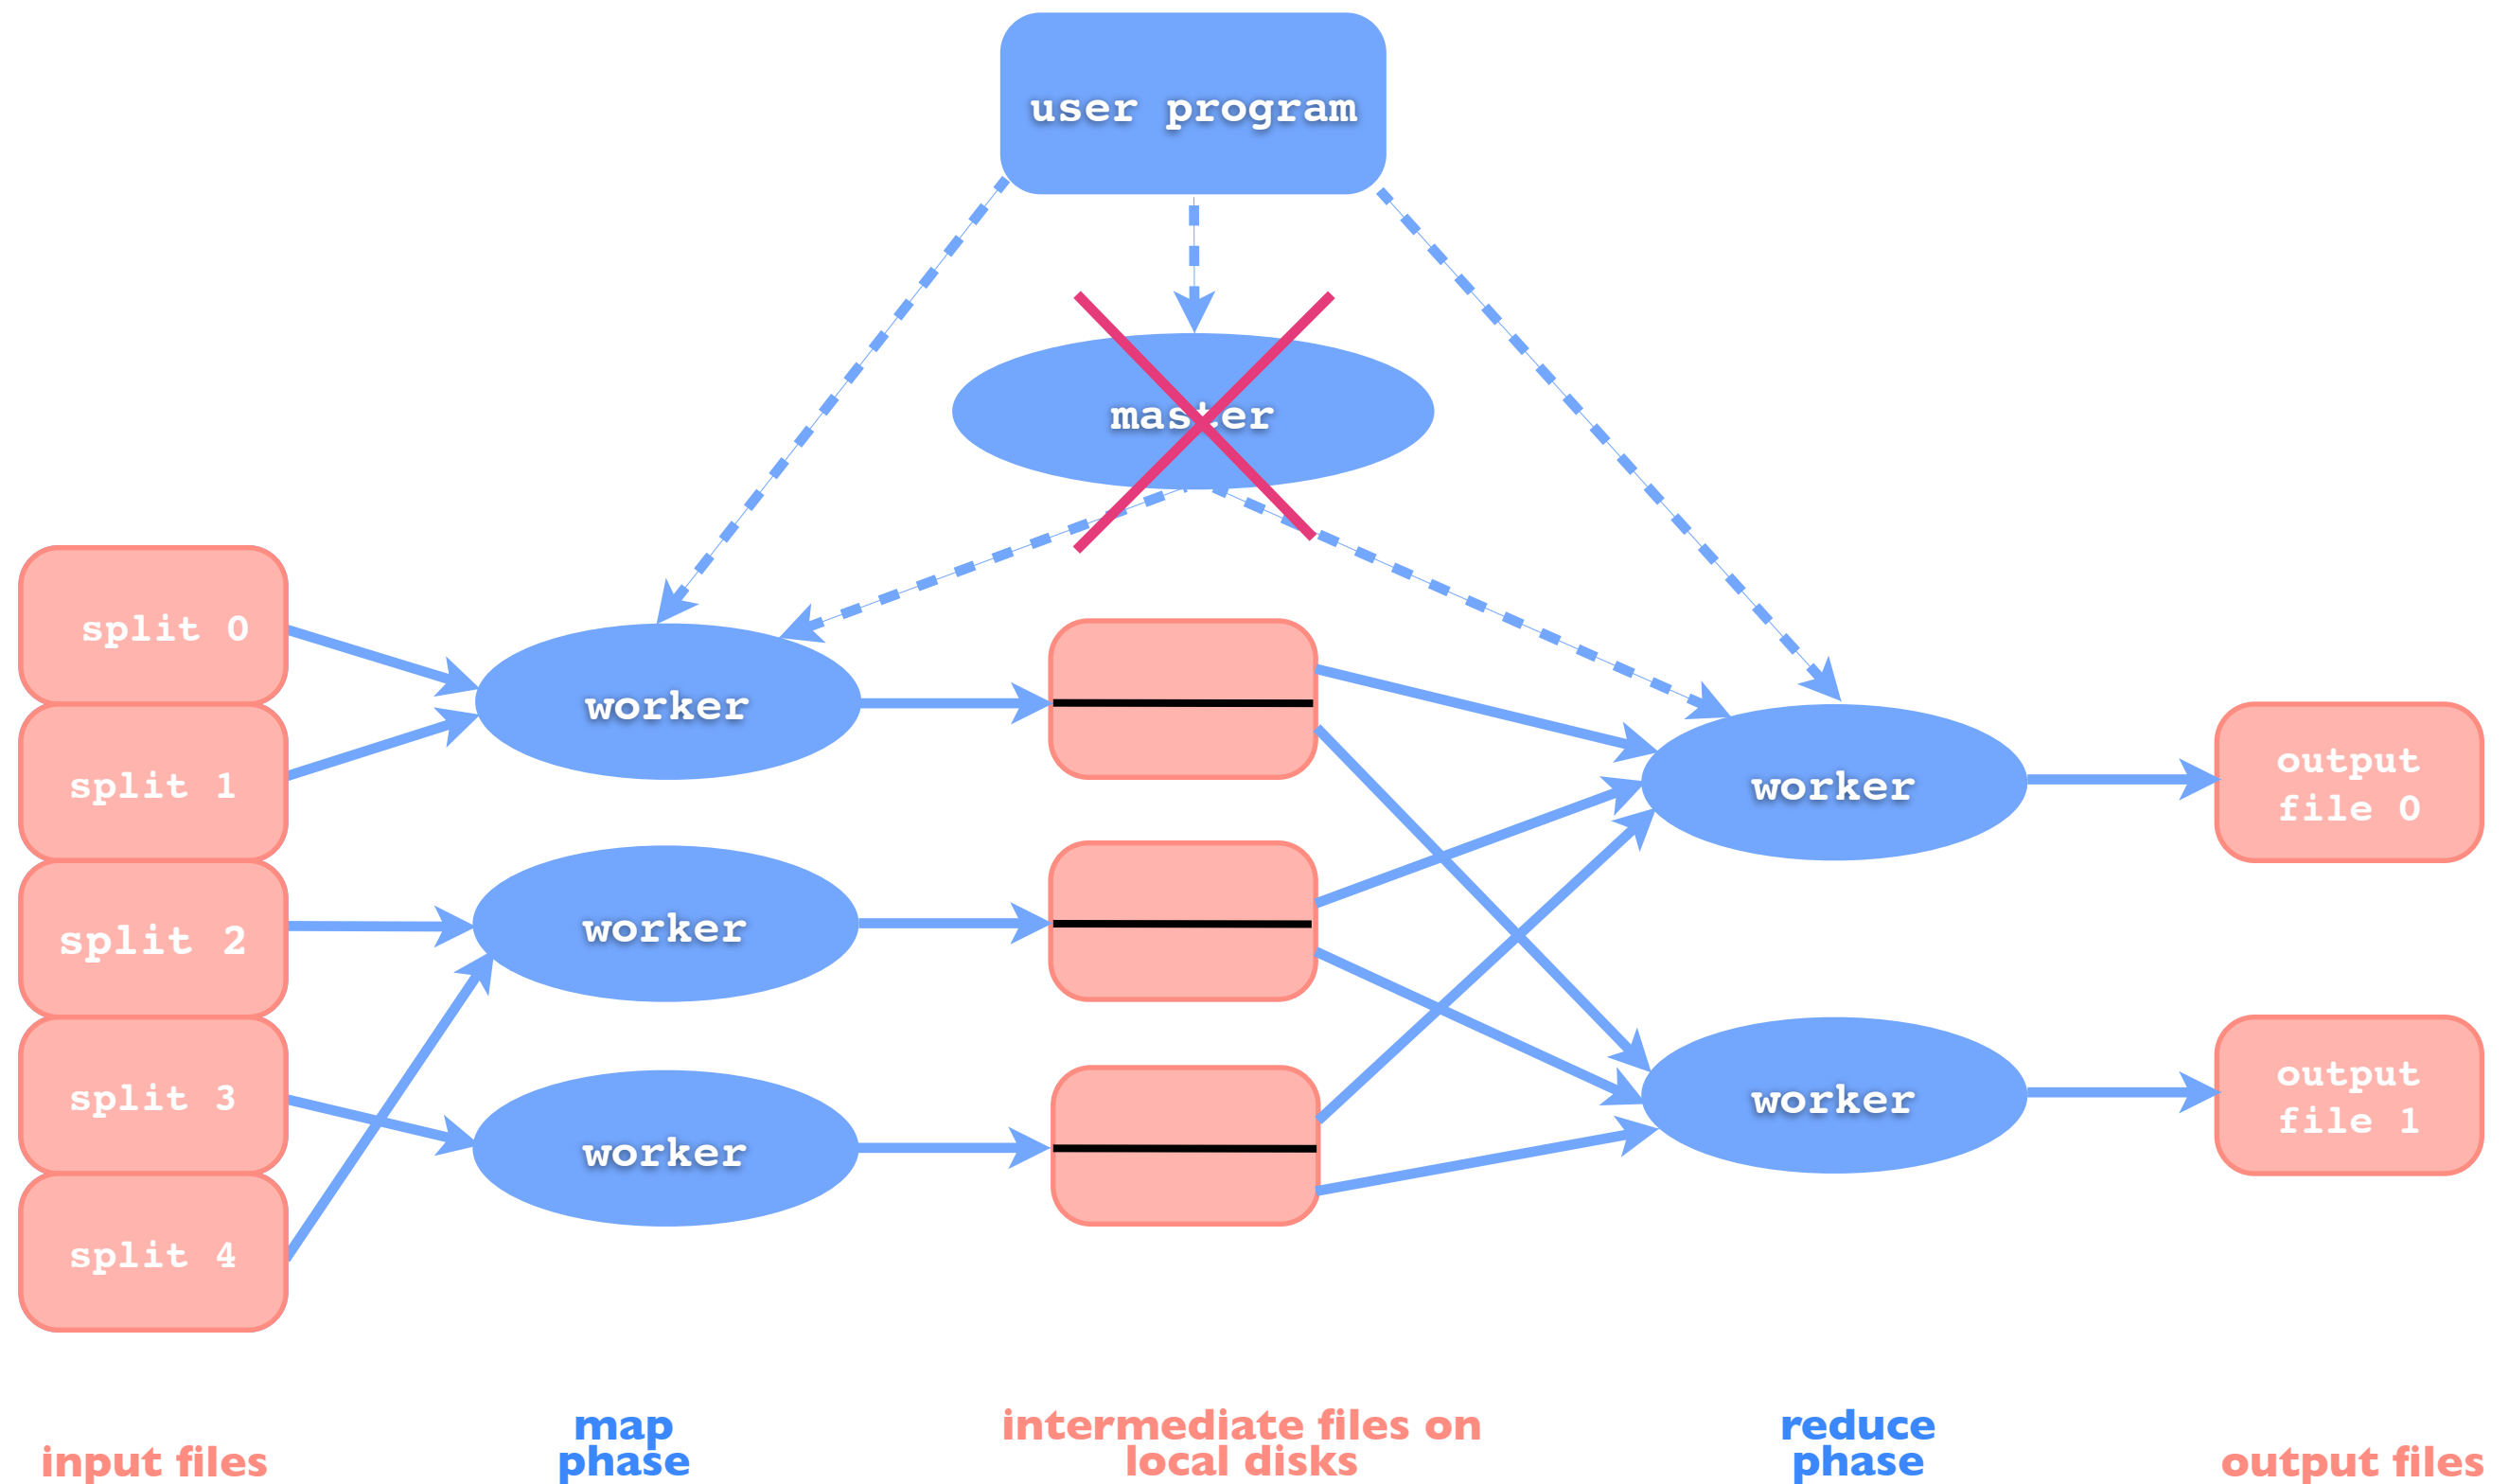 user program
master
split 0
split 1
split 2
split 3
split 4
worker
worker
worker
worker
worker
output
file 0
output
file 1
input files
map
phase
intermediate files on
local disks
reduce
phase
output files